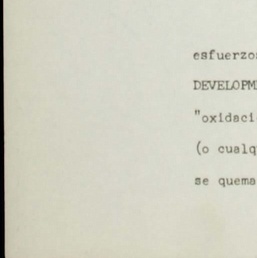 esfuerzo
DEVELOPM
"oxidaci
(o cualq
se quema